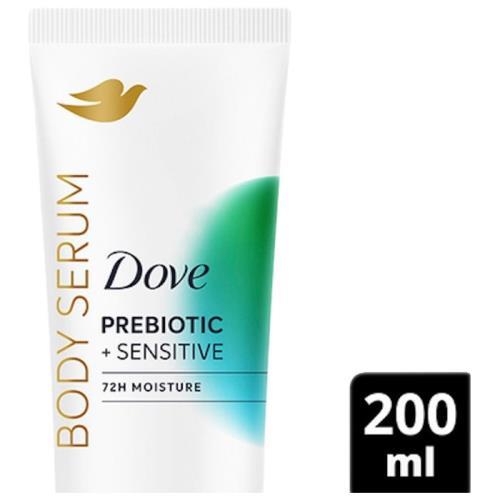 BODY SERUM
Dove
PREBIOTIC
+ SENSITIVE
72H MOISTURE
200
ml